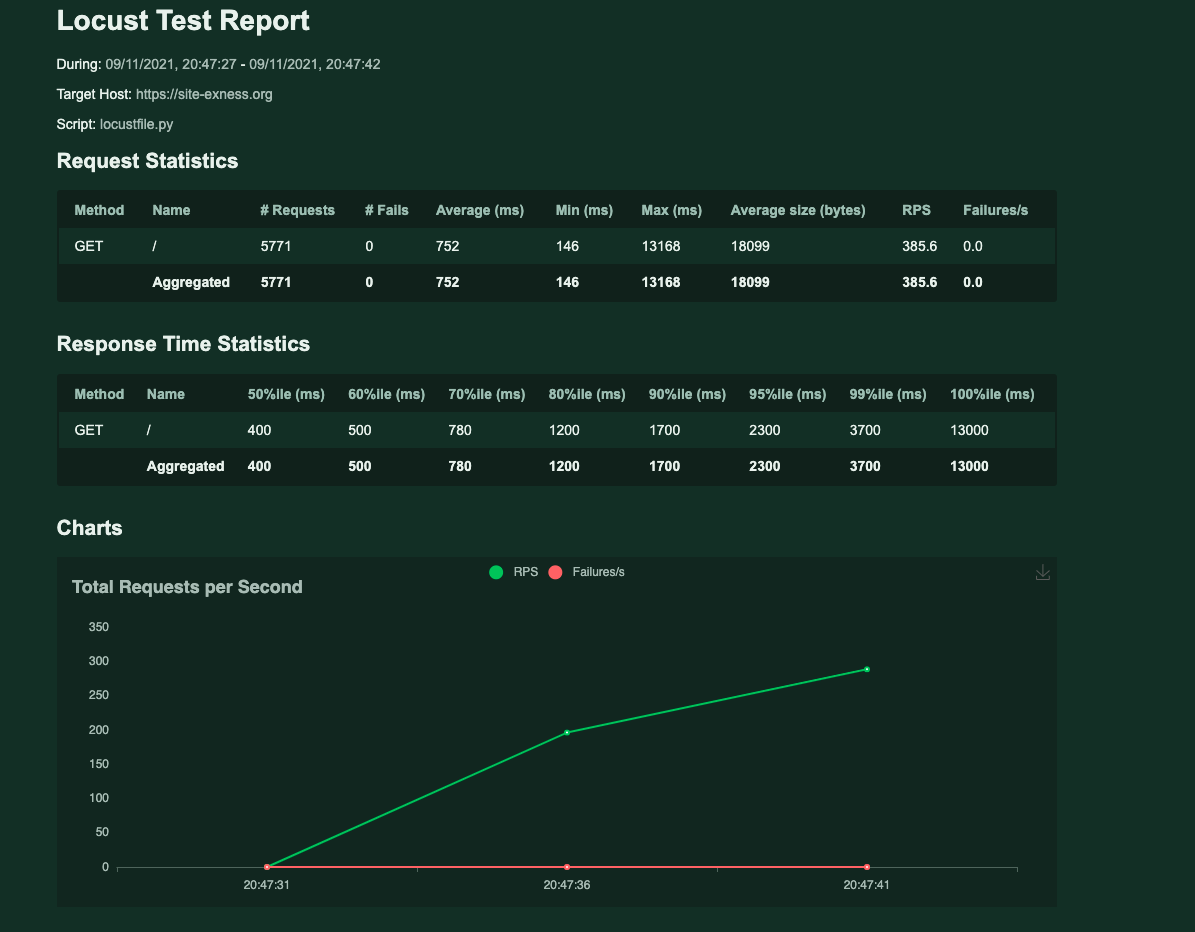 Locust Test Report
During: 09/11/2021, 20:47:27 - 09/11/2021, 20:47:42
Target Host: https://site-exness.org
Script: locustfile.py
Request Statistics
Method Name # Requests # Fails Average (ms) Min (ms) Max (ms) Average size (bytes) RPS Failures/s
GET / 5771 0 752 146 13168 18099 385.6 0.0
Aggregated 5771 0 752 146 13168 18099 385.6 0.0
Response Time Statistics
Method Name 50%ile (ms) 60%ile (ms) 70%ile (ms) 80%ile (ms) 90%ile (ms) 95%ile (ms) 99%ile (ms) 100%ile (ms)
GET / 400 500 780 1200 1700 2300 3700 13000
Aggregated 400 500 780 1200 1700 2300 3700 13000
Charts
RPS Failures/s
Total Requests per Second
350
300
250
200
150
100
50
0
20:47:31 20:47:36 20:47:41